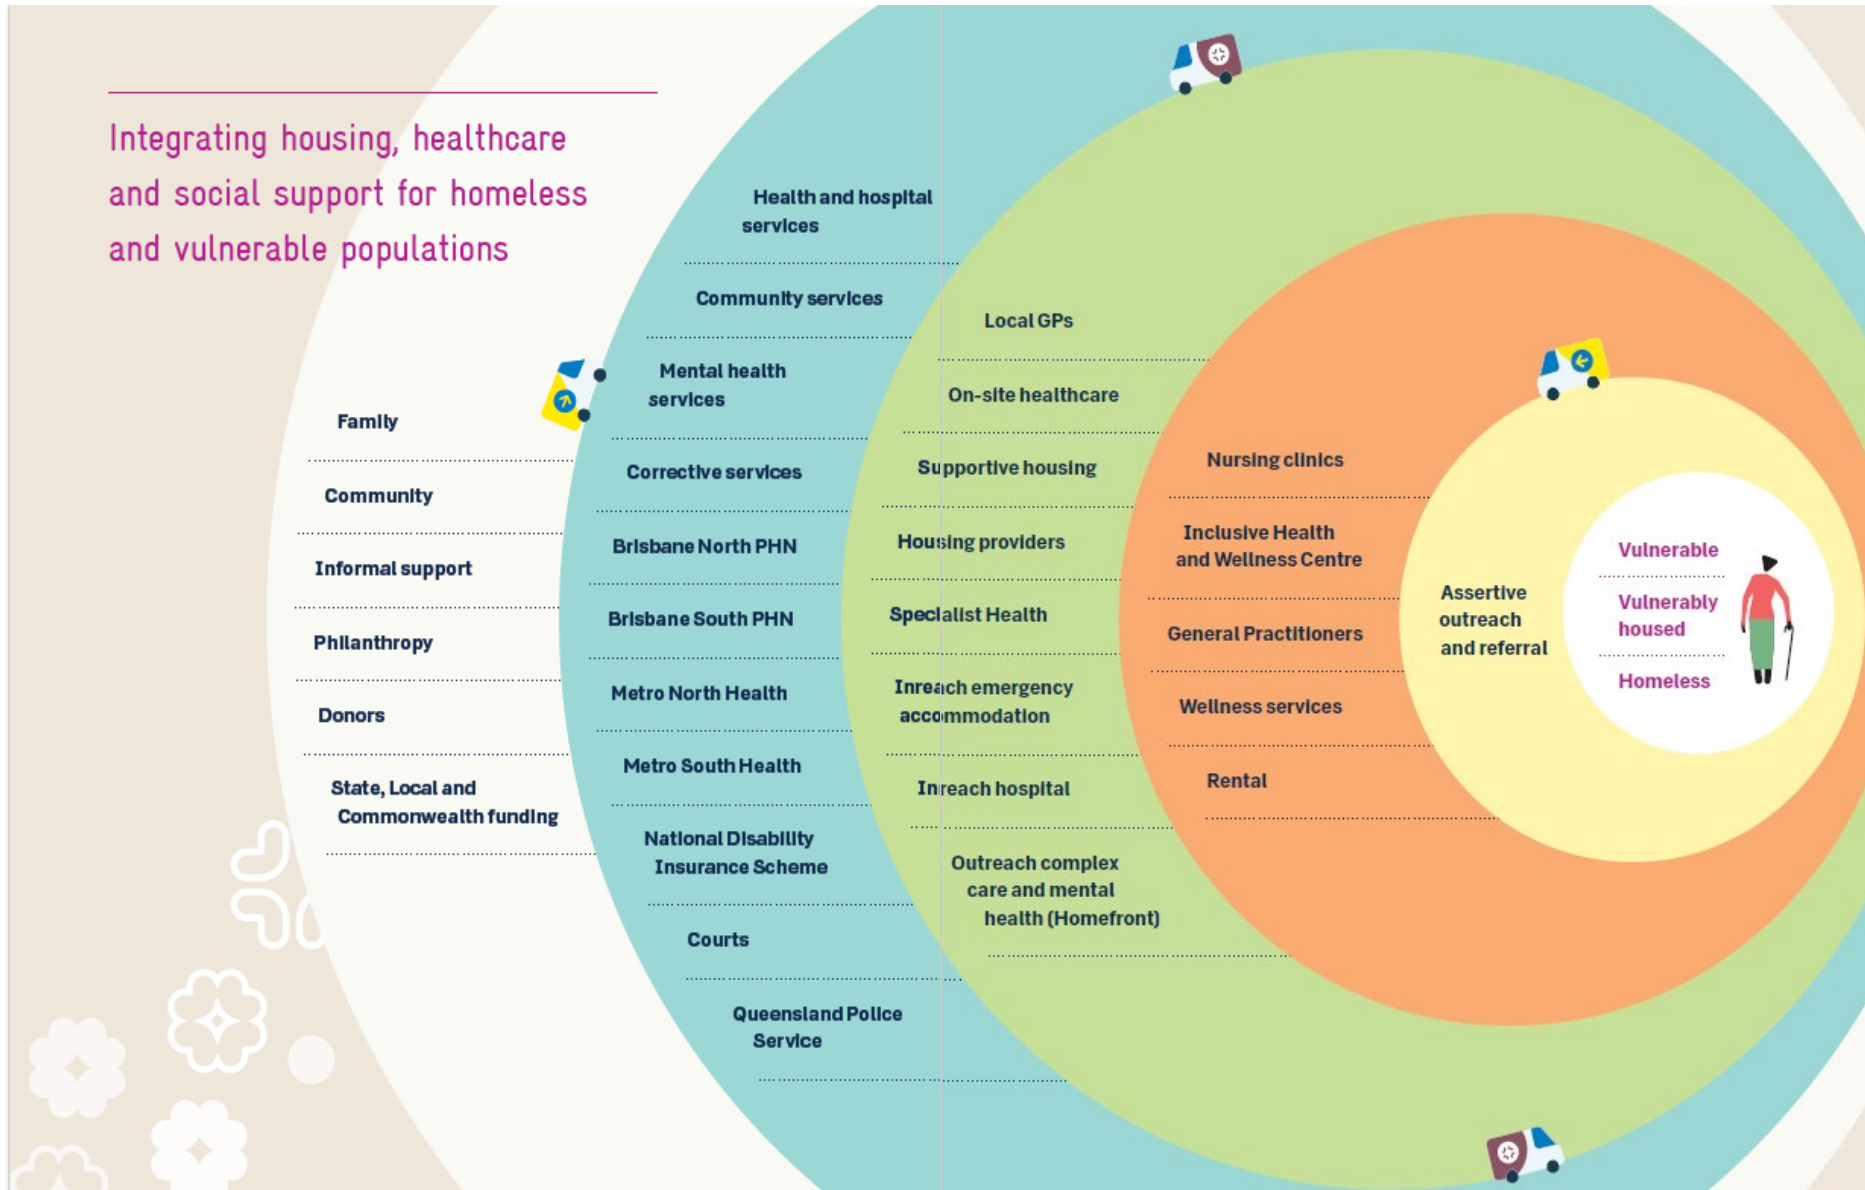 Integrating housing, healthcare
and social support for homeless
and vulnerable populations
Family
Community
Informal support
Philanthropy
Donors
State, Local and
Commonwealth funding
Health and hospital
services
Community services
Mental health
services
Corrective services
Brisbane North PHN
Brisbane South PHN
Metro North Health
Metro South Health
National Disability
Insurance Scheme
Courts
Queensland Police
Service
Local GPs
On-site healthcare
Supportive housing
Housing providers
Specialist Health
Inreach emergency
accommodation
Inreach hospital
Outreach complex
care and mental
health (Homefront)
Nursing clinics
Inclusive Health
and Wellness Centre
General Practitioners
Wellness services
Rental
Assertive
outreach
and referral
Vulnerable
Vulnerably
housed
Homeless